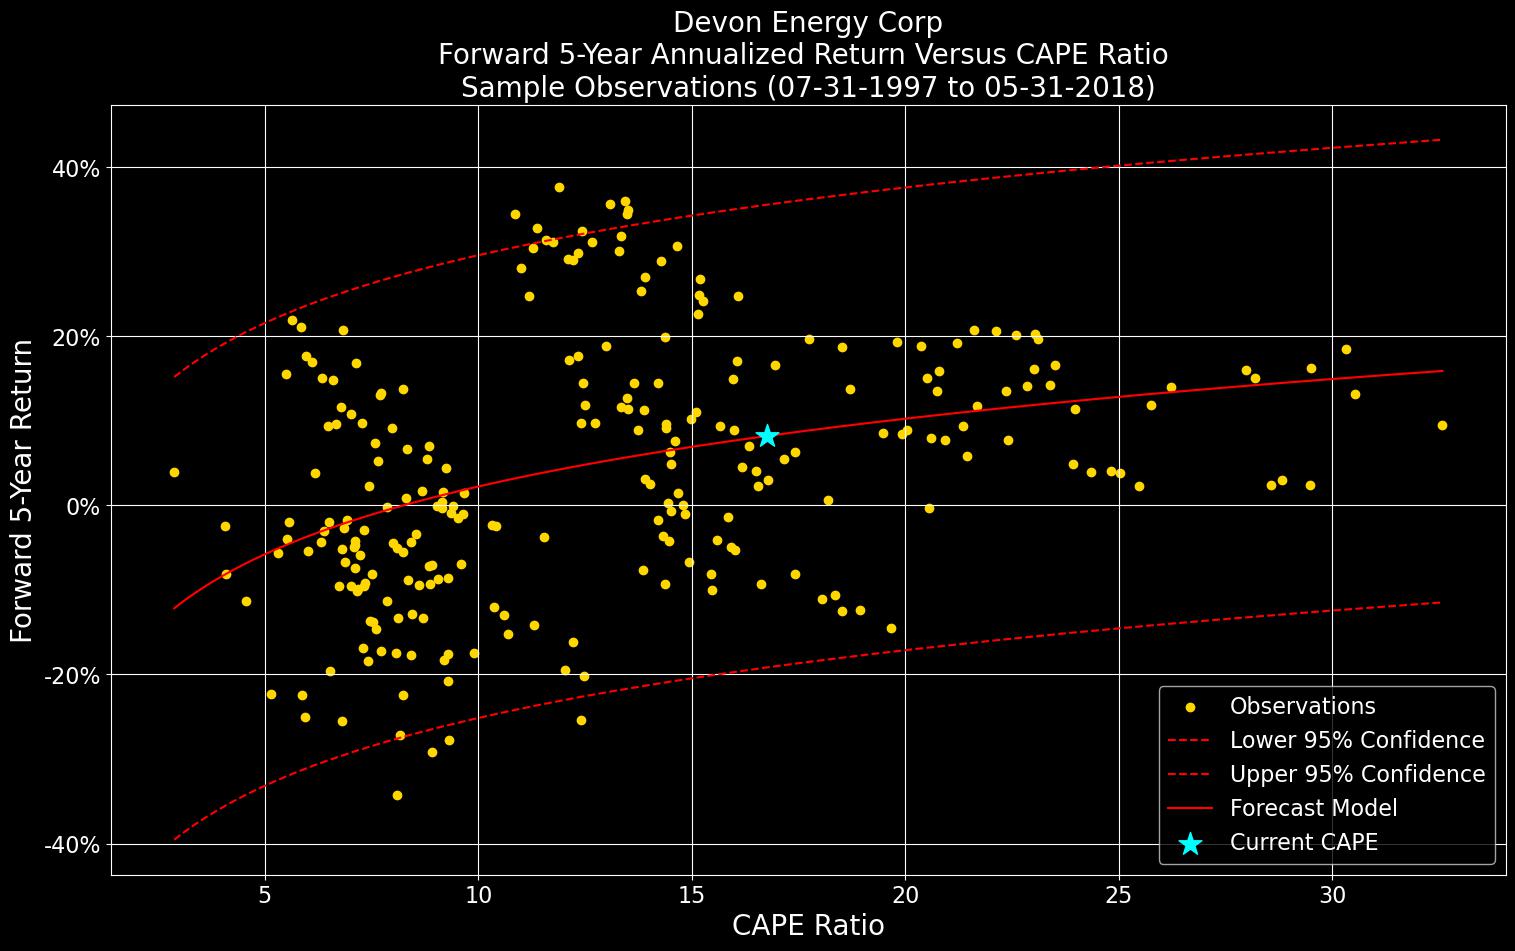 Devon Energy Corp
Forward 5-Year Annualized Return Versus CAPE Ratio
Sample Observations (07-31-1997 to 05-31-2018)
Forward 5-Year Return
40%
20%
0%
-20%
-40%
5
10
15
20
25
30
CAPE Ratio
Observations
Lower 95% Confidence
Upper 95% Confidence
Forecast Model
Current CAPE